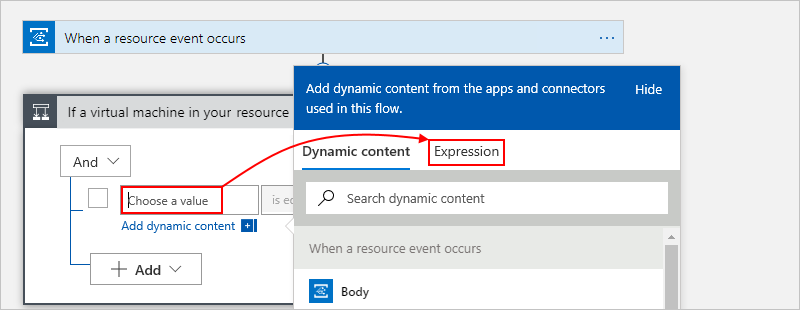 When a resource event occurs
...
Add dynamic content from the apps and connectors
used in this flow.
Hide
If a virtual machine in your resource
Dynamic content
Expression
And
Choose a value
is eq
Search dynamic content
Add dynamic content
When a resource event occurs
Add
Body